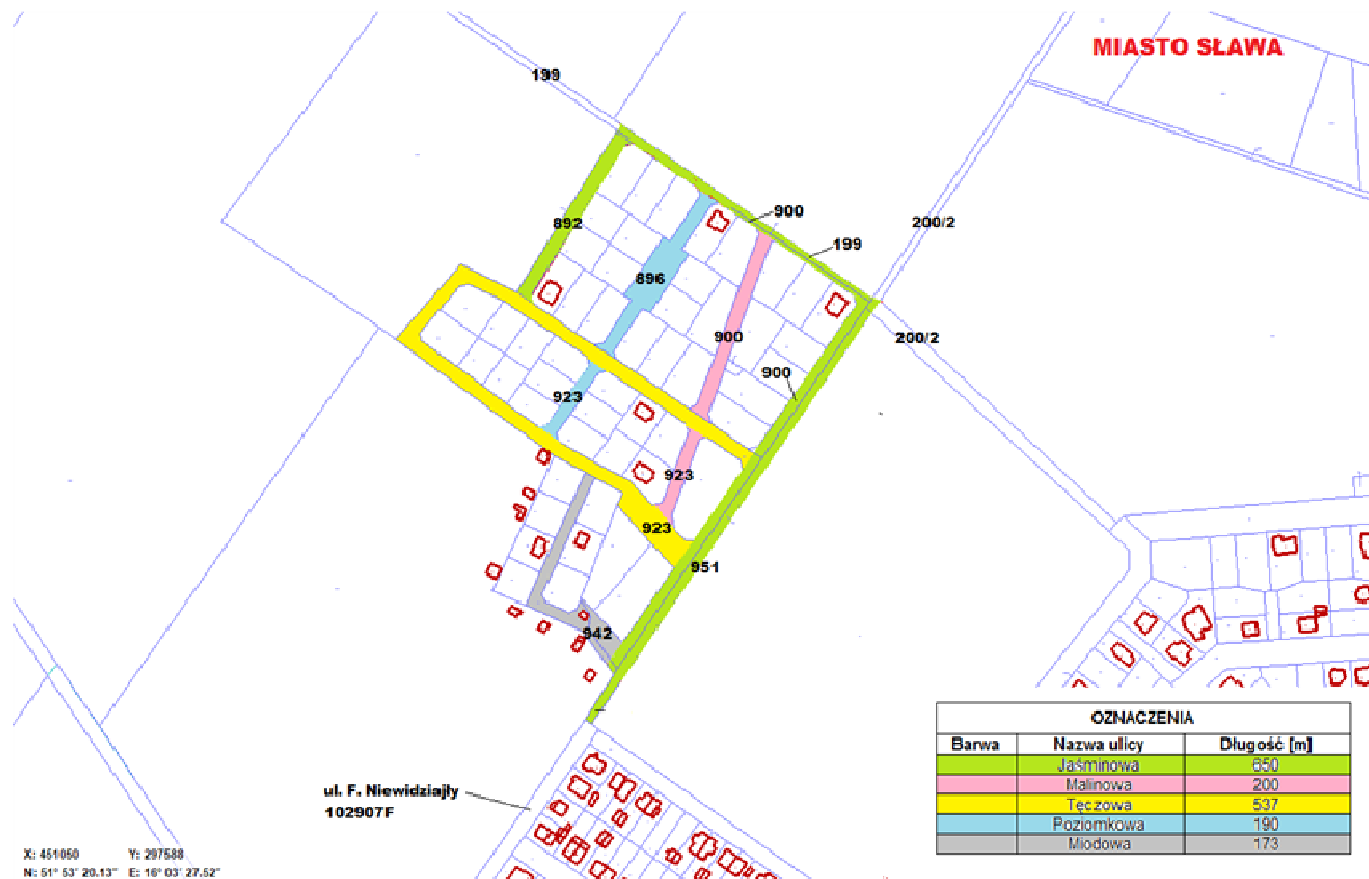 MIASTO SŁAWA
199
900
892
200/2
199
896
900
200/2
900
923
923
923
951
942
ul. F. Niewidziajły
102907F
OZNACZENIA
Barwa Nazwa ulicy Długość [m]
Jaśminowa 650
Malinowa 200
Tęczowa 537
Poziomkowa 190
Miodowa 173
X: 451050 Y: 297588
N: 51° 53' 20.13" E: 16° 03' 27.52"